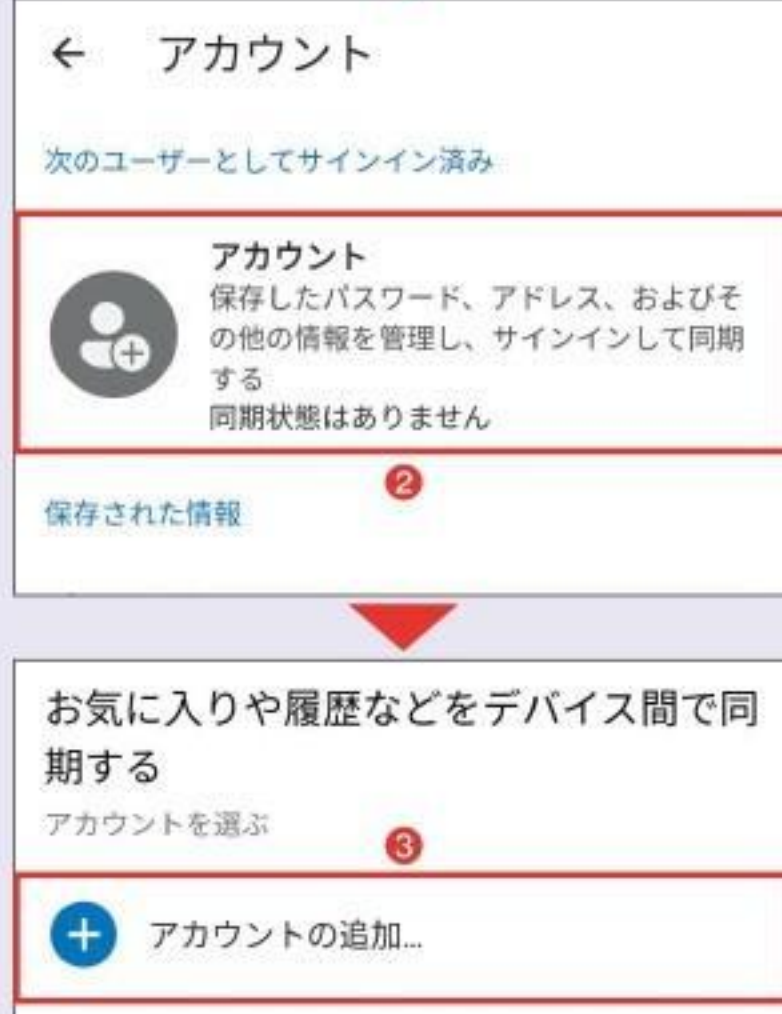 ← アカウント
次のユーザーとしてサインイン済み
アカウント
保存したパスワード、アドレス、およびそ
の他の情報を管理し、サインインして同期
する
同期状態はありません
❷
保存された情報
お気に入りや履歴などをデバイス間で同
期する
アカウントを選ぶ
❸
アカウントの追加...